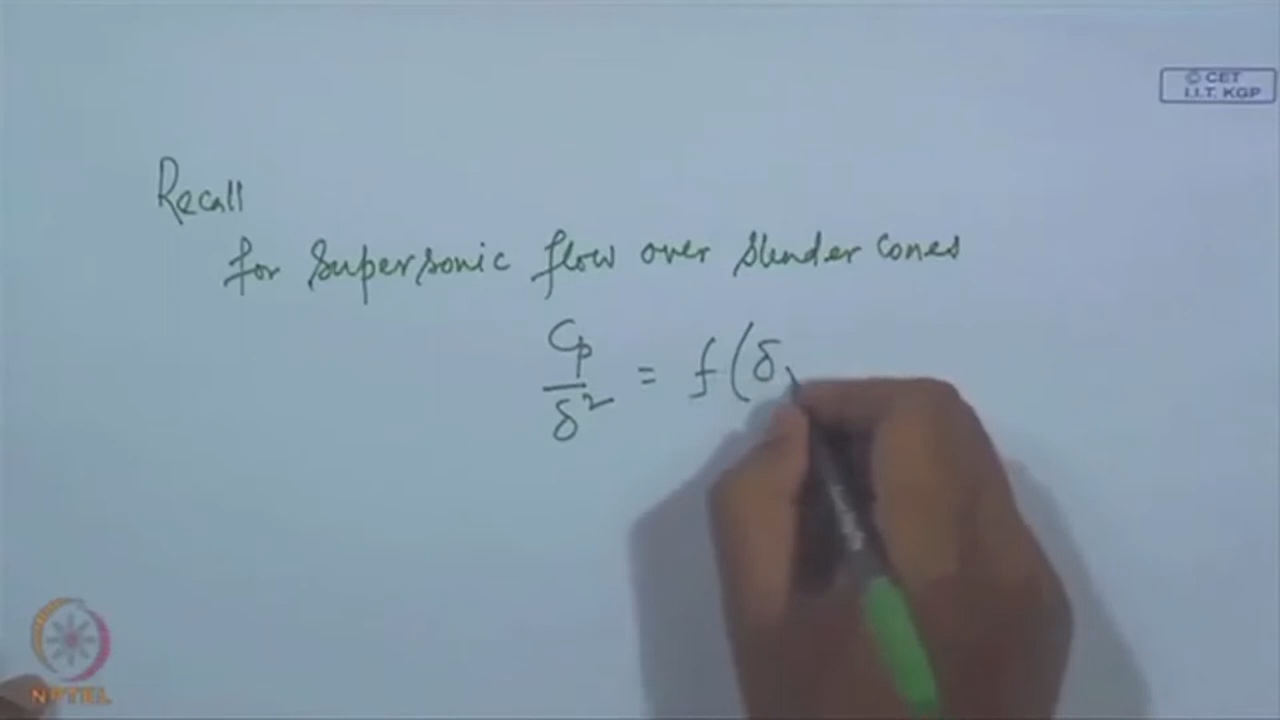 © CET
I.I.T. KGP
Recall
for supersonic flow over slender cones
Cp/δ² = f(δ,
NPTEL